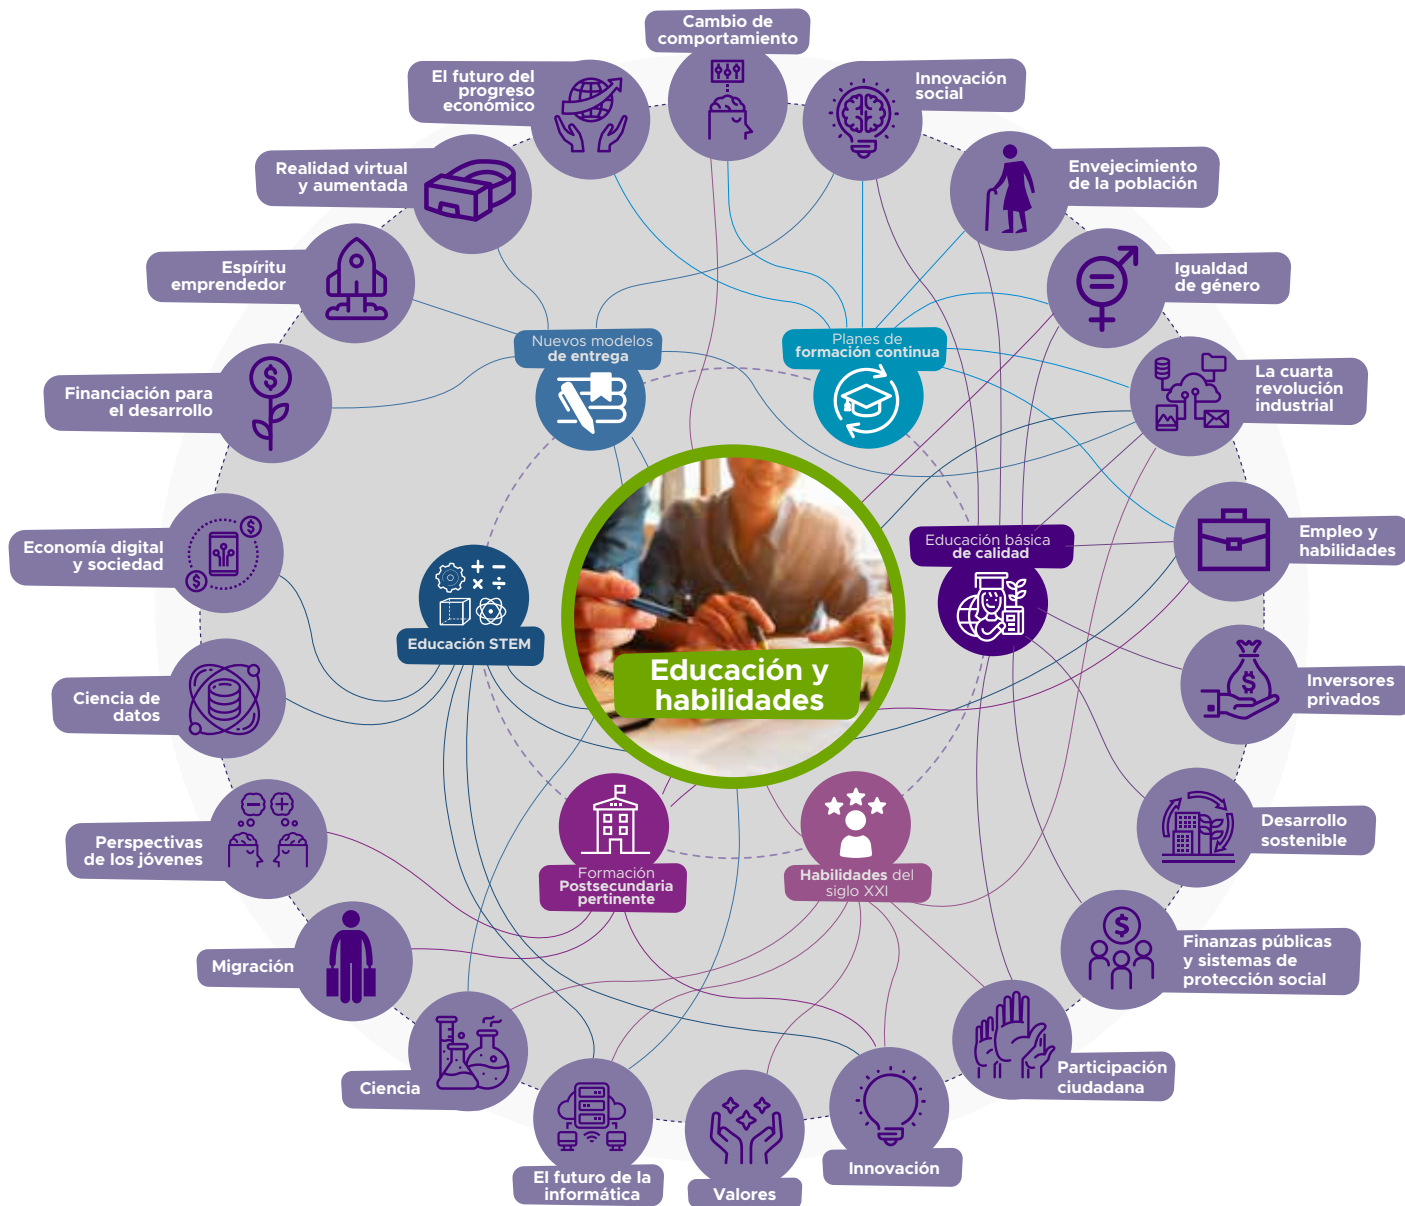 Cambio de
comportamiento
El futuro del
progreso
económico
Innovación
social
Realidad virtual
y aumentada
Envejecimiento
de la población
Espíritu
emprendedor
Igualdad
de género
Nuevos modelos
de entrega
Planes de
formación continua
Financiación para
el desarrollo
La cuarta
revolución
industrial
Economía digital
y sociedad
Educación básica
de calidad
Empleo y
habilidades
Educación STEM
Educación y
habilidades
Ciencia de
datos
Inversores
privados
Perspectivas
de los jóvenes
Desarrollo
sostenible
Formación
Postsecundaria
pertinente
Habilidades del
siglo XXI
Migración
Finanzas públicas
y sistemas de
protección social
Ciencia
Participación
ciudadana
El futuro de la
informática
Valores
Innovación